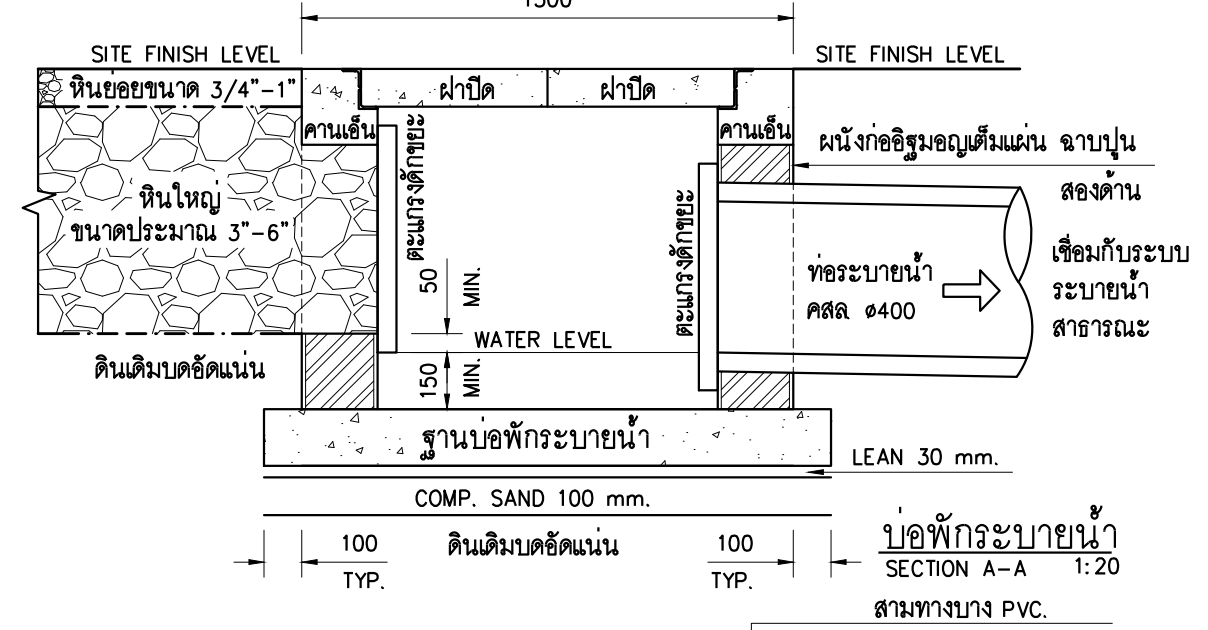 1300
SITE FINISH LEVEL
SITE FINISH LEVEL
หินย่อยขนาด 3/4"-1"
ฝาปิด
ฝาปิด
คานเอ็น
คานเอ็น
ผนังก่ออิฐมอญเต็มแผ่น ฉาบปูน
สองด้าน
ตะแกรงดักขยะ
ตะแกรงดักขยะ
หินใหญ่
ขนาดประมาณ 3"-6"
50
MIN.
ท่อระบายน้ำ
คสล ø400
เชื่อมกับระบบ
ระบายน้ำ
สาธารณะ
WATER LEVEL
ดินเดิมบดอัดแน่น
150
MIN.
ฐานบ่อพักระบายน้ำ
LEAN 30 mm.
COMP. SAND 100 mm.
100
TYP.
ดินเดิมบดอัดแน่น
100
TYP.
บ่อพักระบายน้ำ
SECTION A-A 1:20
สามทางบาง PVC.